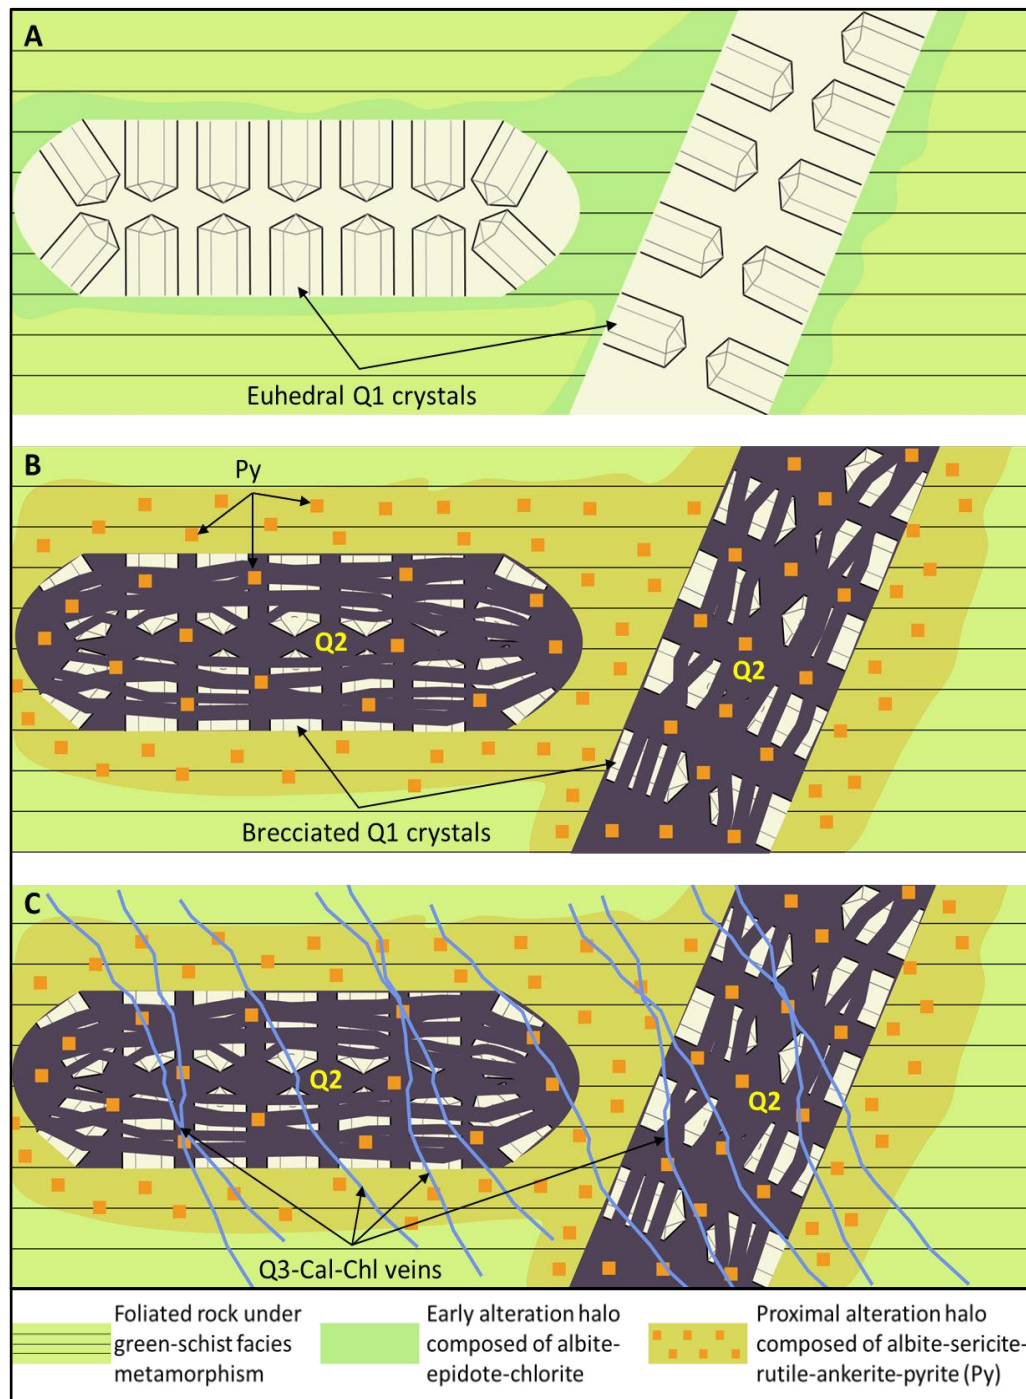 A
Euhedral Q1 crystals
B
Py
Q2
Q2
Brecciated Q1 crystals
C
Q2
Q2
Q3-Cal-Chl veins
Foliated rock under
green-schist facies
metamorphism
Early alteration halo
composed of albite-
epidote-chlorite
Proximal alteration halo
composed of albite-sericite-
rutile-ankerite-pyrite (Py)